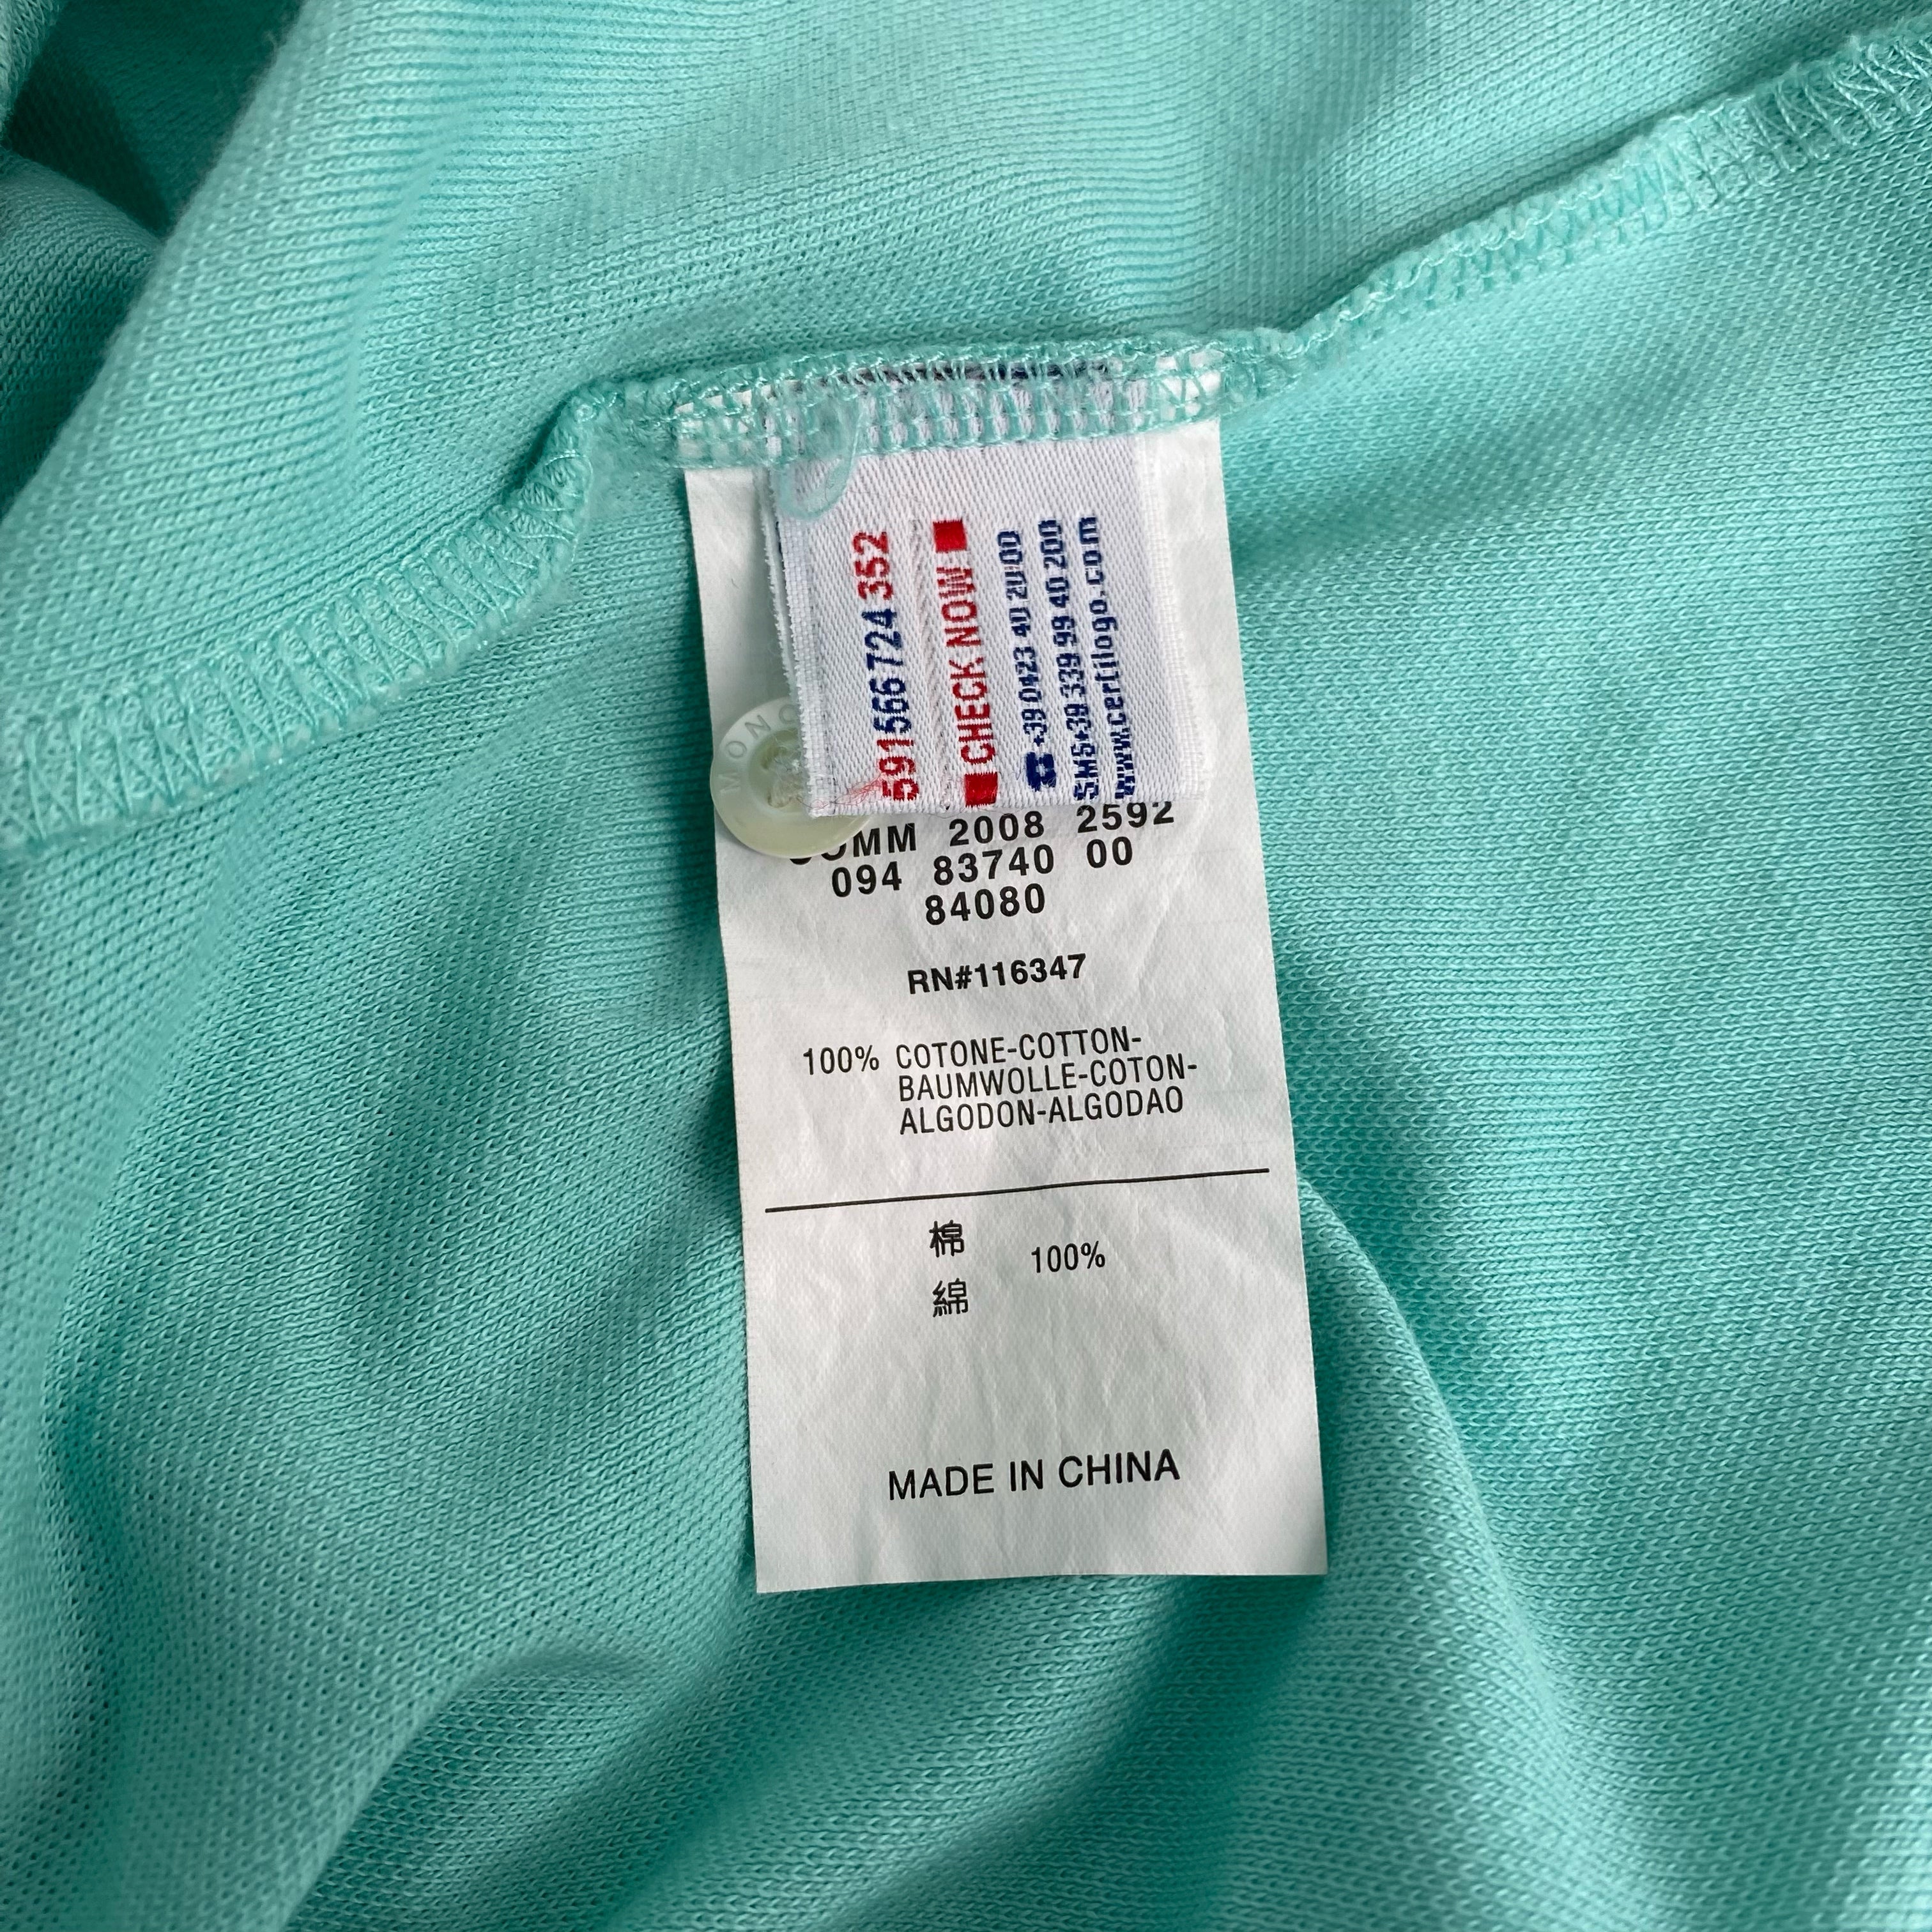 591566724352
CHECK NOW
+39 0423 40 20 00
SMS+39 339 99 40 200
www.certilogo.com
MONC
COMM 2008 2592
094 83740 00
84080
RN#116347
100% COTONE-COTTON-
BAUMWOLLE-COTON-
ALGODON-ALGODAO
棉 100%
綿
MADE IN CHINA